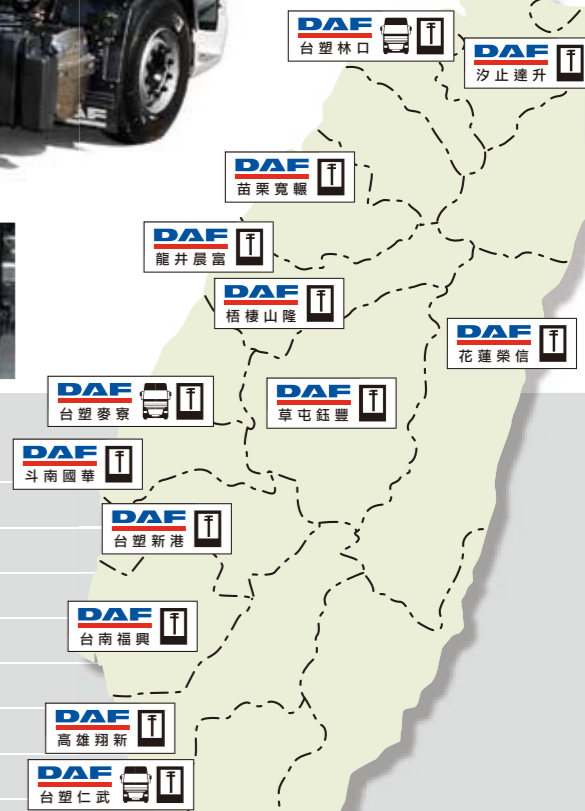 DAF
台塑林口
DAF
汐止達升
DAF
苗栗寬輾
DAF
龍井晨富
DAF
梧棲山隆
DAF
花蓮榮信
DAF
台塑麥寮
DAF
草屯鈺豐
DAF
斗南國華
DAF
台塑新港
DAF
台南福興
DAF
高雄翔新
DAF
台塑仁武